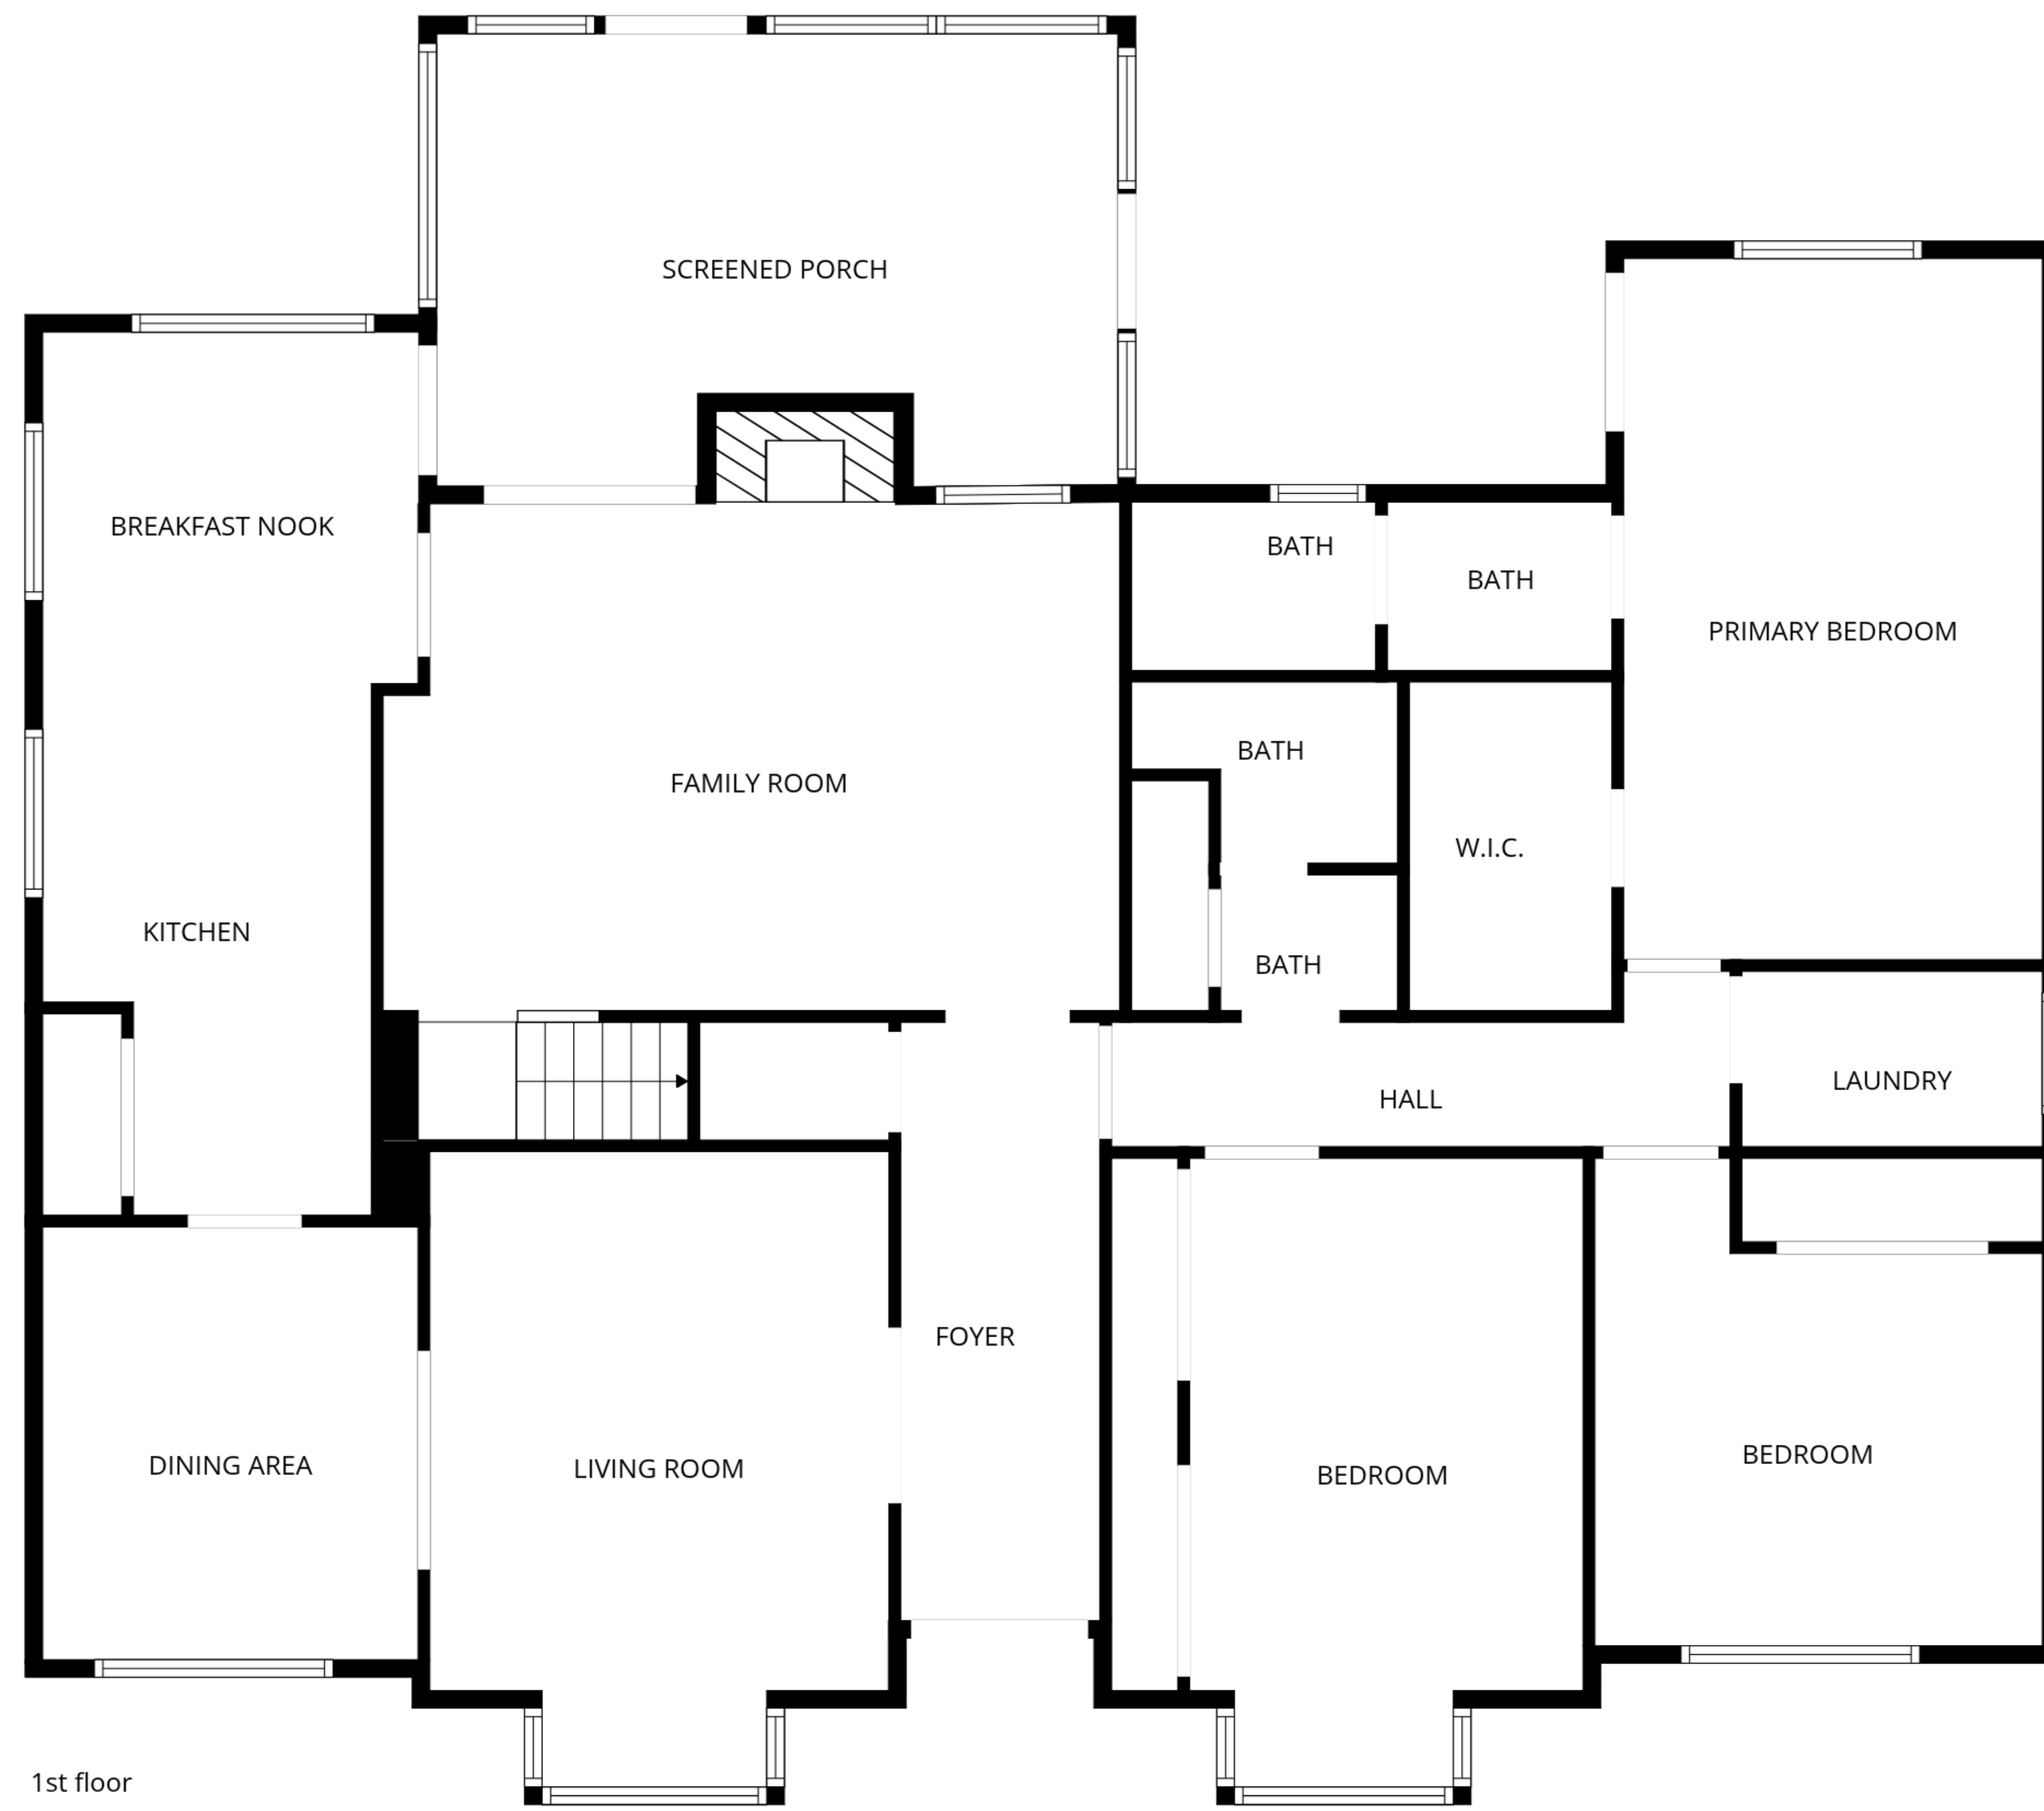 SCREENED PORCH
BREAKFAST NOOK
BATH
BATH
PRIMARY BEDROOM
BATH
FAMILY ROOM
W.I.C.
KITCHEN
BATH
LAUNDRY
HALL
FOYER
BEDROOM
DINING AREA
LIVING ROOM
BEDROOM
1st floor